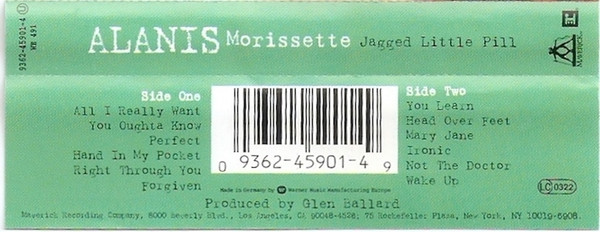 9362-45901-4 U
WE 491
ALANIS Morissette Jagged Little Pill
MAVERICK
Side One
All I Really Want
You Oughta Know
Perfect
Hand In My Pocket
Right Through You
Forgiven
0 9362-45901-4 9
Side Two
You Learn
Head Over Feet
Mary Jane
Ironic
Not The Doctor
Wake Up
LC 0322
Made in Germany by Warner Music Manufacturing Europe
Produced by Glen Ballard
Maverick Recording Company, 8000 Beverly Blvd., Los Angeles, CA 90048-4528; 75 Rockefeller Plaza, New York, NY 10019-6908.